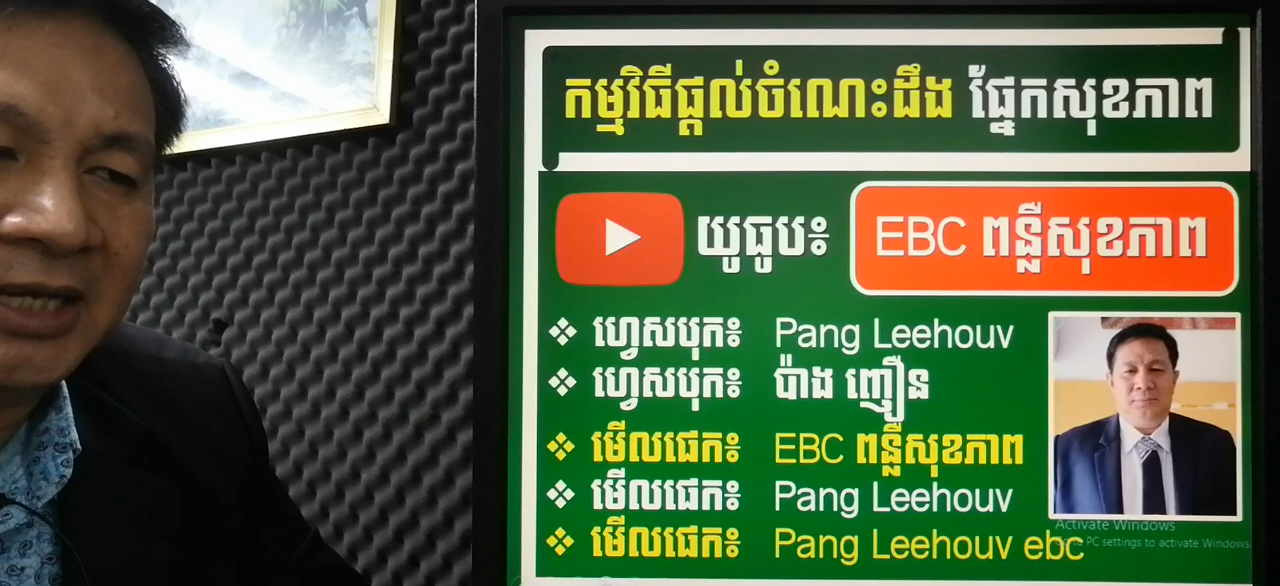 កម្មវិធីផ្តល់ចំណេះដឹង ផ្នែកសុខភាព
យូធូប៖ EBC ពន្លឺសុខភាព
ហ្វេសបុក៖ Pang Leehouv
ហ្វេសបុក៖ ប៉ាង ញឿន
មើលផេក៖ EBC ពន្លឺសុខភាព
មើលផេក៖ Pang Leehouv
មើលផេក៖ Pang Leehouv ebc
Activate Windows
PC settings to activate Windows.